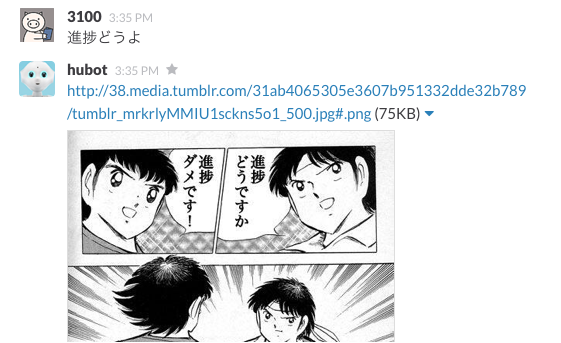 3100 3:35 PM
進捗どうよ
hubot 3:35 PM
http://38.media.tumblr.com/31ab4065305e3607b951332dde32b789
/tumblr_mrkrlyMMIU1sckns5o1_500.jpg#.png (75KB)
進捗
どうですか
進捗
ダメです!